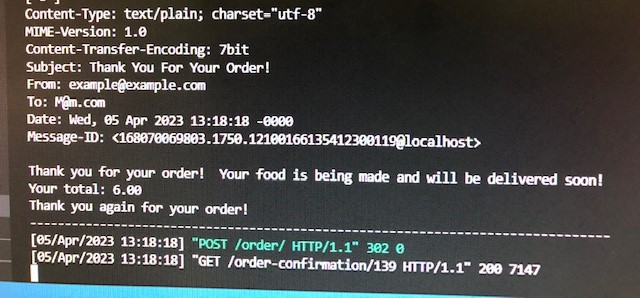 Content-Type: text/plain; charset="utf-8"
MIME-Version: 1.0
Content-Transfer-Encoding: 7bit
Subject: Thank You For Your Order!
From: example@example.com
To: M@m.com
Date: Wed, 05 Apr 2023 13:18:18 -0000
Message-ID: <168070069803.1750.12100166135412300119@localhost>
Thank you for your order!  Your food is being made and will be delivered soon!
Your total: 6.00
Thank you again for your order!
-------------------------------------------------------------------------------
[05/Apr/2023 13:18:18] "POST /order/ HTTP/1.1" 302 0
[05/Apr/2023 13:18:18] "GET /order-confirmation/139 HTTP/1.1" 200 7147